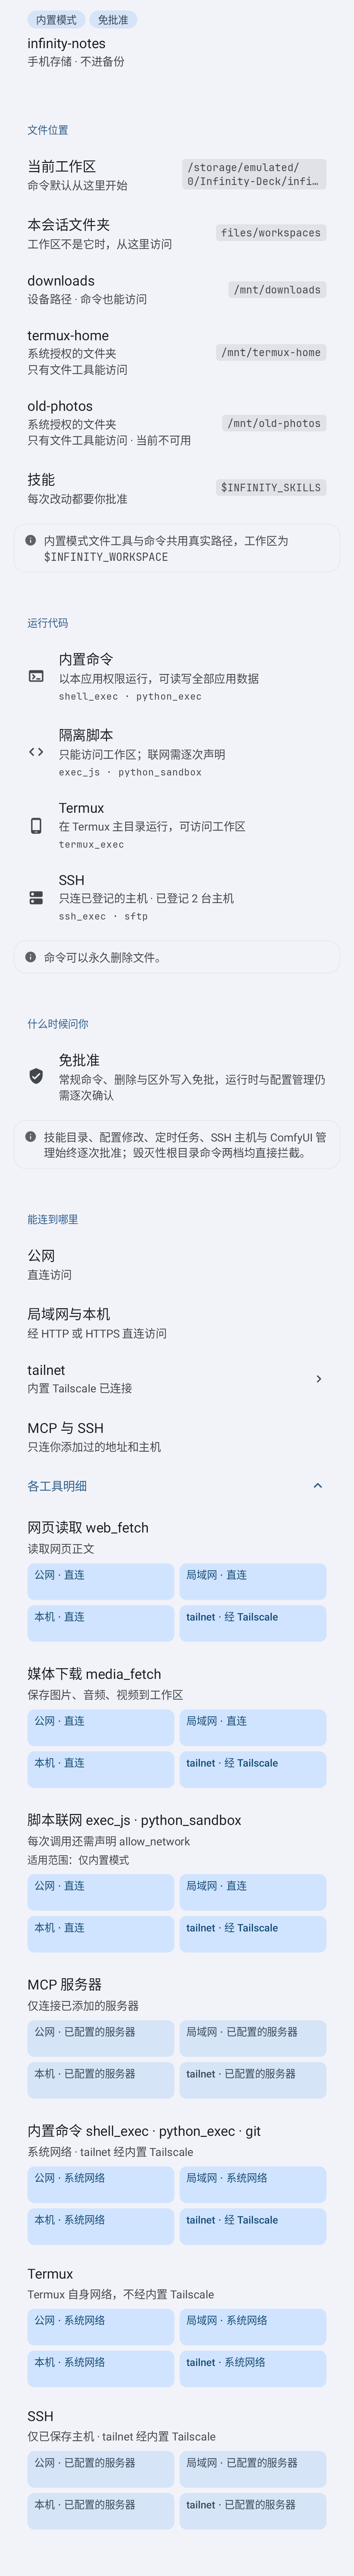 内置模式 免批准
infinity-notes
手机存储 · 不进备份
文件位置
当前工作区
命令默认从这里开始
/storage/emulated/
0/Infinity-Deck/infi…
本会话文件夹
工作区不是它时，从这里访问
files/workspaces
downloads
设备路径 · 命令也能访问
/mnt/downloads
termux-home
系统授权的文件夹
只有文件工具能访问
/mnt/termux-home
old-photos
系统授权的文件夹
只有文件工具能访问 · 当前不可用
/mnt/old-photos
技能
每次改动都要你批准
$INFINITY_SKILLS
内置模式文件工具与命令共用真实路径，工作区为
$INFINITY_WORKSPACE
运行代码
内置命令
以本应用权限运行，可读写全部应用数据
shell_exec · python_exec
隔离脚本
只能访问工作区；联网需逐次声明
exec_js · python_sandbox
Termux
在 Termux 主目录运行，可访问工作区
termux_exec
SSH
只连已登记的主机 · 已登记 2 台主机
ssh_exec · sftp
命令可以永久删除文件。
什么时候问你
免批准
常规命令、删除与区外写入免批，运行时与配置管理仍
需逐次确认
技能目录、配置修改、定时任务、SSH 主机与 ComfyUI 管
理始终逐次批准；毁灭性根目录命令两档均直接拦截。
能连到哪里
公网
直连访问
局域网与本机
经 HTTP 或 HTTPS 直连访问
tailnet
内置 Tailscale 已连接
MCP 与 SSH
只连你添加过的地址和主机
各工具明细
网页读取 web_fetch
读取网页正文
公网 · 直连 局域网 · 直连
本机 · 直连 tailnet · 经 Tailscale
媒体下载 media_fetch
保存图片、音频、视频到工作区
公网 · 直连 局域网 · 直连
本机 · 直连 tailnet · 经 Tailscale
脚本联网 exec_js · python_sandbox
每次调用还需声明 allow_network
适用范围：仅内置模式
公网 · 直连 局域网 · 直连
本机 · 直连 tailnet · 经 Tailscale
MCP 服务器
仅连接已添加的服务器
公网 · 已配置的服务器 局域网 · 已配置的服务器
本机 · 已配置的服务器 tailnet · 已配置的服务器
内置命令 shell_exec · python_exec · git
系统网络 · tailnet 经内置 Tailscale
公网 · 系统网络 局域网 · 系统网络
本机 · 系统网络 tailnet · 经 Tailscale
Termux
Termux 自身网络，不经内置 Tailscale
公网 · 系统网络 局域网 · 系统网络
本机 · 系统网络 tailnet · 系统网络
SSH
仅已保存主机 · tailnet 经内置 Tailscale
公网 · 已配置的服务器 局域网 · 已配置的服务器
本机 · 已配置的服务器 tailnet · 已配置的服务器